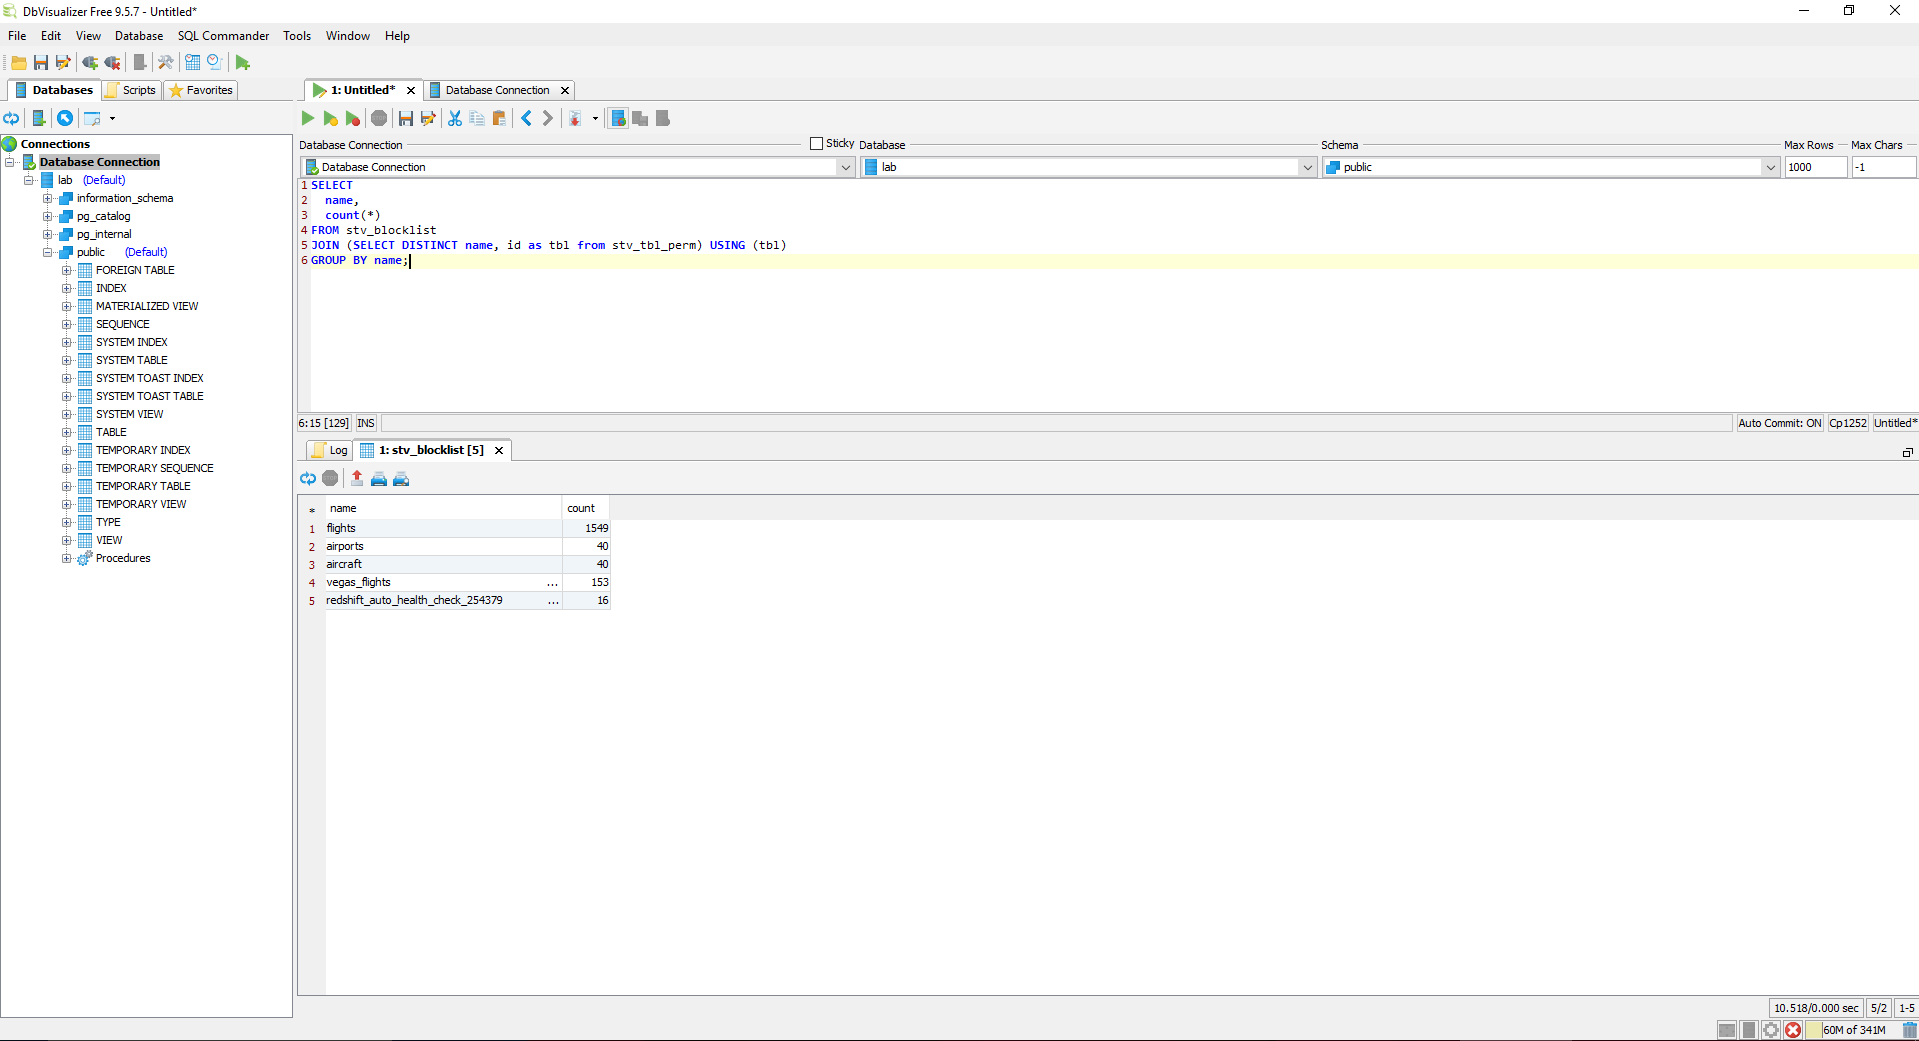 DbVisualizer Free 9.5.7 - Untitled*
File Edit View Database SQL Commander Tools Window Help
Databases Scripts Favorites
1: Untitled* Database Connection
Connections
Database Connection
lab (Default)
information_schema
pg_catalog
pg_internal
public (Default)
FOREIGN TABLE
INDEX
MATERIALIZED VIEW
SEQUENCE
SYSTEM INDEX
SYSTEM TABLE
SYSTEM TOAST INDEX
SYSTEM TOAST TABLE
SYSTEM VIEW
TABLE
TEMPORARY INDEX
TEMPORARY SEQUENCE
TEMPORARY TABLE
TEMPORARY VIEW
TYPE
VIEW
Procedures
Database Connection Sticky Database Schema Max Rows Max Chars
Database Connection lab public 1000 -1
1 SELECT
2 name,
3 count(*)
4 FROM stv_blocklist
5 JOIN (SELECT DISTINCT name, id as tbl from stv_tbl_perm) USING (tbl)
6 GROUP BY name;
6:15 [129] INS Auto Commit: ON Cp1252 Untitled*
Log 1: stv_blocklist [5]
* name count
1 flights 1549
2 airports 40
3 aircraft 40
4 vegas_flights ... 153
5 redshift_auto_health_check_254379 ... 16
10.518/0.000 sec 5/2 1-5
60M of 341M